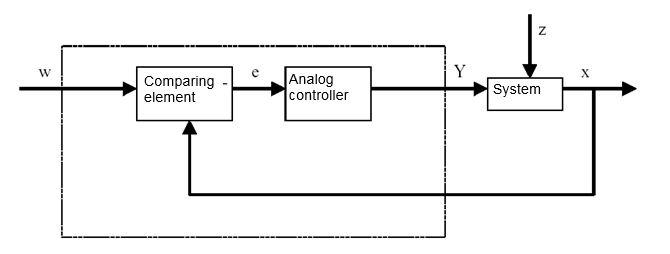 z
w
e
Y
x
Comparing -
element
Analog
controller
System